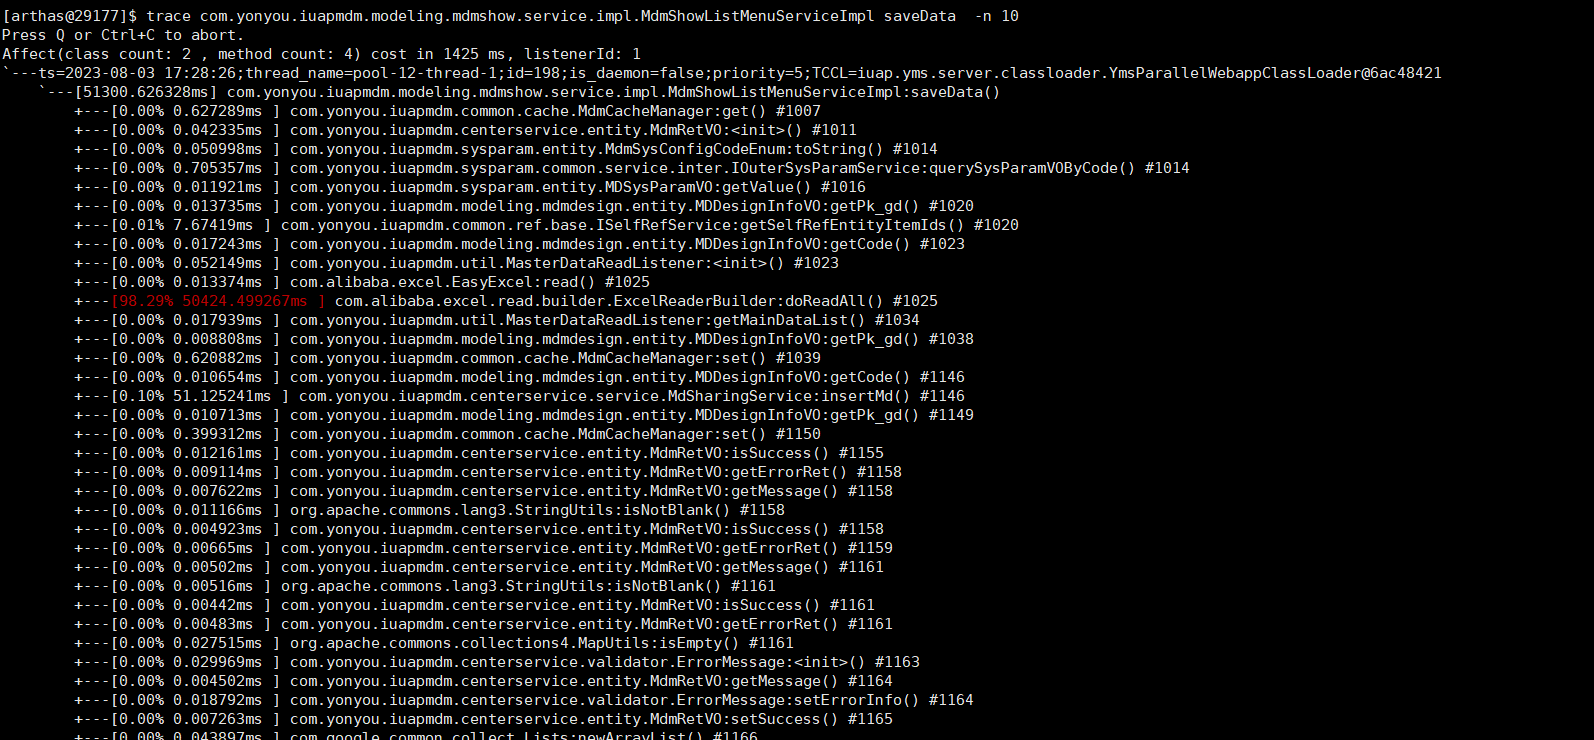 [arthas@29177]$ trace com.yonyou.iuapmdm.modeling.mdmshow.service.impl.MdmShowListMenuServiceImpl saveData  -n 10
Press Q or Ctrl+C to abort.
Affect(class count: 2 , method count: 4) cost in 1425 ms, listenerId: 1
`---ts=2023-08-03 17:28:26;thread_name=pool-12-thread-1;id=198;is_daemon=false;priority=5;TCCL=iuap.yms.server.classloader.YmsParallelWebappClassLoader@6ac48421
    `---[51300.626328ms] com.yonyou.iuapmdm.modeling.mdmshow.service.impl.MdmShowListMenuServiceImpl:saveData()
        +---[0.00% 0.627289ms ] com.yonyou.iuapmdm.common.cache.MdmCacheManager:get() #1007
        +---[0.00% 0.042335ms ] com.yonyou.iuapmdm.centerservice.entity.MdmRetVO:<init>() #1011
        +---[0.00% 0.050998ms ] com.yonyou.iuapmdm.sysparam.entity.MdmSysConfigCodeEnum:toString() #1014
        +---[0.00% 0.705357ms ] com.yonyou.iuapmdm.sysparam.common.service.inter.IOuterSysParamService:querySysParamVOByCode() #1014
        +---[0.00% 0.011921ms ] com.yonyou.iuapmdm.sysparam.entity.MDSysParamVO:getValue() #1016
        +---[0.00% 0.013735ms ] com.yonyou.iuapmdm.modeling.mdmdesign.entity.MDDesignInfoVO:getPk_gd() #1020
        +---[0.01% 7.67419ms ] com.yonyou.iuapmdm.common.ref.base.ISelfRefService:getSelfRefEntityItemIds() #1020
        +---[0.00% 0.017243ms ] com.yonyou.iuapmdm.modeling.mdmdesign.entity.MDDesignInfoVO:getCode() #1023
        +---[0.00% 0.052149ms ] com.yonyou.iuapmdm.util.MasterDataReadListener:<init>() #1023
        +---[0.00% 0.013374ms ] com.alibaba.excel.EasyExcel:read() #1025
        +---[98.29% 50424.499267ms ] com.alibaba.excel.read.builder.ExcelReaderBuilder:doReadAll() #1025
        +---[0.00% 0.017939ms ] com.yonyou.iuapmdm.util.MasterDataReadListener:getMainDataList() #1034
        +---[0.00% 0.008808ms ] com.yonyou.iuapmdm.modeling.mdmdesign.entity.MDDesignInfoVO:getPk_gd() #1038
        +---[0.00% 0.620882ms ] com.yonyou.iuapmdm.common.cache.MdmCacheManager:set() #1039
        +---[0.00% 0.010654ms ] com.yonyou.iuapmdm.modeling.mdmdesign.entity.MDDesignInfoVO:getCode() #1146
        +---[0.10% 51.125241ms ] com.yonyou.iuapmdm.centerservice.service.MdSharingService:insertMd() #1146
        +---[0.00% 0.010713ms ] com.yonyou.iuapmdm.modeling.mdmdesign.entity.MDDesignInfoVO:getPk_gd() #1149
        +---[0.00% 0.399312ms ] com.yonyou.iuapmdm.common.cache.MdmCacheManager:set() #1150
        +---[0.00% 0.012161ms ] com.yonyou.iuapmdm.centerservice.entity.MdmRetVO:isSuccess() #1155
        +---[0.00% 0.009114ms ] com.yonyou.iuapmdm.centerservice.entity.MdmRetVO:getErrorRet() #1158
        +---[0.00% 0.007622ms ] com.yonyou.iuapmdm.centerservice.entity.MdmRetVO:getMessage() #1158
        +---[0.00% 0.011166ms ] org.apache.commons.lang3.StringUtils:isNotBlank() #1158
        +---[0.00% 0.004923ms ] com.yonyou.iuapmdm.centerservice.entity.MdmRetVO:isSuccess() #1158
        +---[0.00% 0.00665ms ] com.yonyou.iuapmdm.centerservice.entity.MdmRetVO:getErrorRet() #1159
        +---[0.00% 0.00502ms ] com.yonyou.iuapmdm.centerservice.entity.MdmRetVO:getMessage() #1161
        +---[0.00% 0.00516ms ] org.apache.commons.lang3.StringUtils:isNotBlank() #1161
        +---[0.00% 0.00442ms ] com.yonyou.iuapmdm.centerservice.entity.MdmRetVO:isSuccess() #1161
        +---[0.00% 0.00483ms ] com.yonyou.iuapmdm.centerservice.entity.MdmRetVO:getErrorRet() #1161
        +---[0.00% 0.027515ms ] org.apache.commons.collections4.MapUtils:isEmpty() #1161
        +---[0.00% 0.029969ms ] com.yonyou.iuapmdm.centerservice.validator.ErrorMessage:<init>() #1163
        +---[0.00% 0.004502ms ] com.yonyou.iuapmdm.centerservice.entity.MdmRetVO:getMessage() #1164
        +---[0.00% 0.018792ms ] com.yonyou.iuapmdm.centerservice.validator.ErrorMessage:setErrorInfo() #1164
        +---[0.00% 0.007263ms ] com.yonyou.iuapmdm.centerservice.entity.MdmRetVO:setSuccess() #1165
        +---[0.00% 0.043897ms ] com.google.common.collect.Lists:newArrayList() #1166